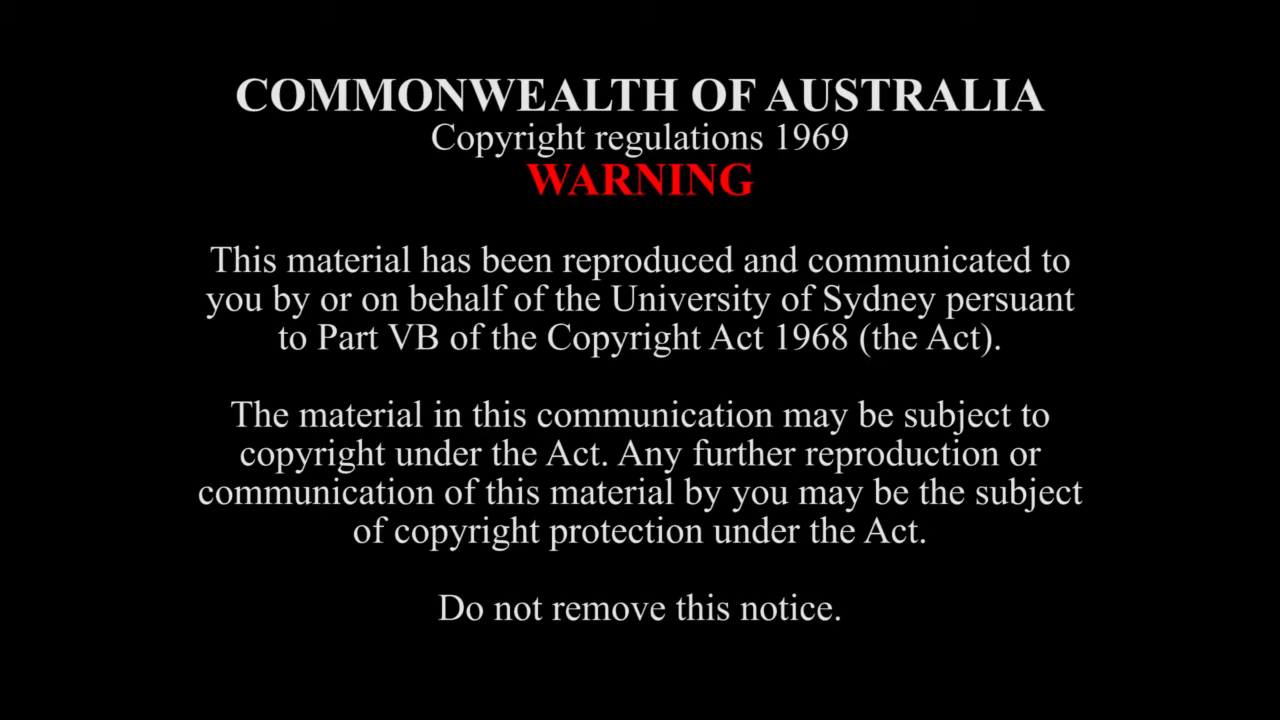 COMMONWEALTH OF AUSTRALIA
Copyright regulations 1969
WARNING
This material has been reproduced and communicated to
you by or on behalf of the University of Sydney persuant
to Part VB of the Copyright Act 1968 (the Act).
The material in this communication may be subject to
copyright under the Act. Any further reproduction or
communication of this material by you may be the subject
of copyright protection under the Act.
Do not remove this notice.